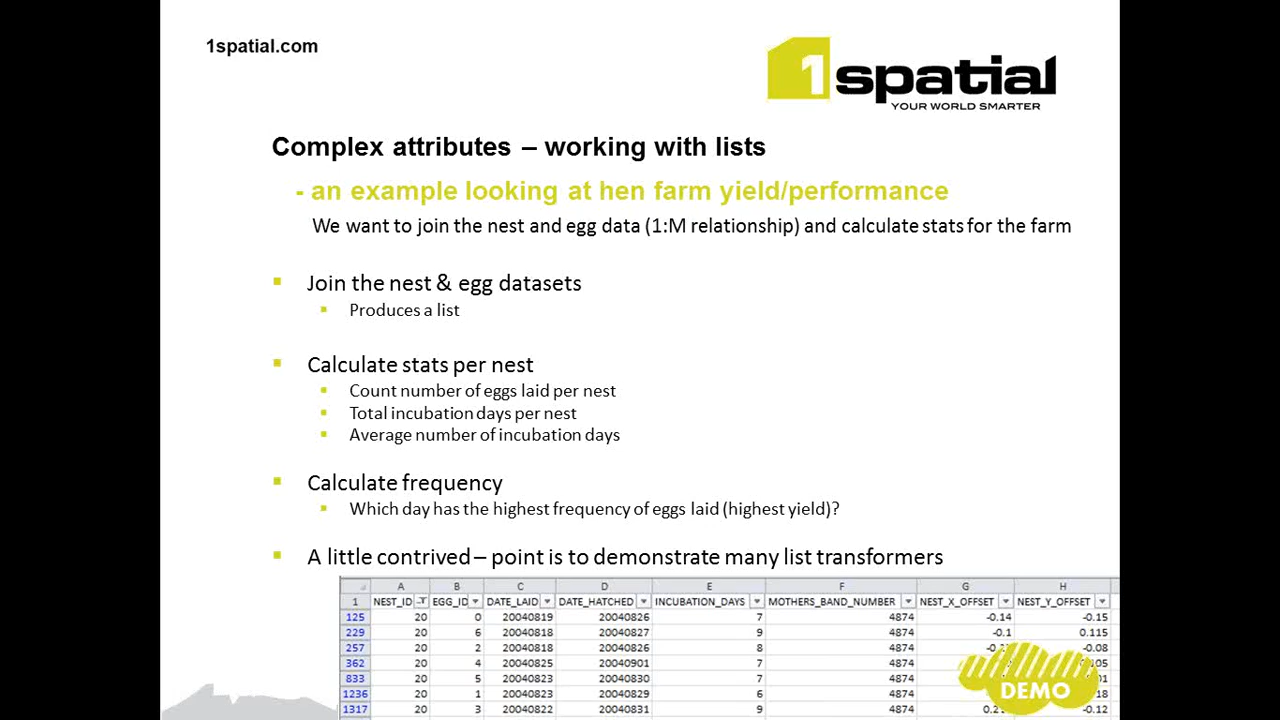 1spatial.com
1spatial
YOUR WORLD SMARTER
Complex attributes – working with lists
- an example looking at hen farm yield/performance
We want to join the nest and egg data (1:M relationship) and calculate stats for the farm
Join the nest & egg datasets
Produces a list
Calculate stats per nest
Count number of eggs laid per nest
Total incubation days per nest
Average number of incubation days
Calculate frequency
Which day has the highest frequency of eggs laid (highest yield)?
A little contrived – point is to demonstrate many list transformers
A B C D E F G H
1 NEST_ID EGG_ID DATE_LAID DATE_HATCHED INCUBATION_DAYS MOTHERS_BAND_NUMBER NEST_X_OFFSET NEST_Y_OFFSET
125 20 0 20040819 20040826 7 4874 -0.14 -0.15
229 20 6 20040818 20040827 9 4874 -0.1 0.115
257 20 2 20040818 20040826 8 4874 -0.08
362 20 4 20040825 20040901 7 4874
833 20 5 20040823 20040830 7 4874
1236 20 1 20040823 20040829 6 4874
1317 20 3 20040822 20040831 9 4874 -0.12
DEMO